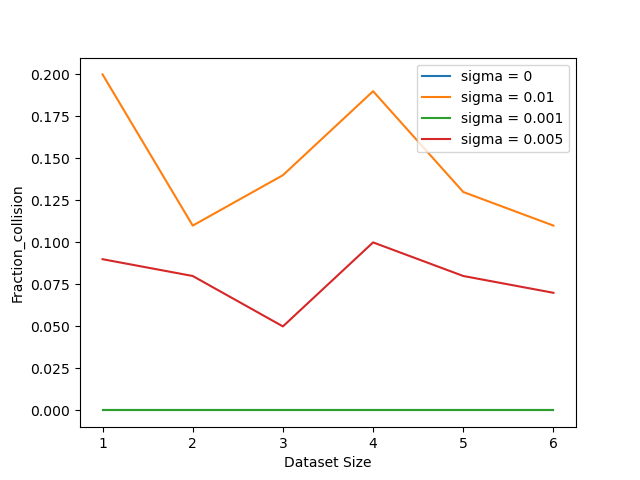 0.200
0.175
0.150
0.125
0.100
0.075
0.050
0.025
0.000
Fraction_collision
1 2 3 4 5 6
Dataset Size
sigma = 0
sigma = 0.01
sigma = 0.001
sigma = 0.005